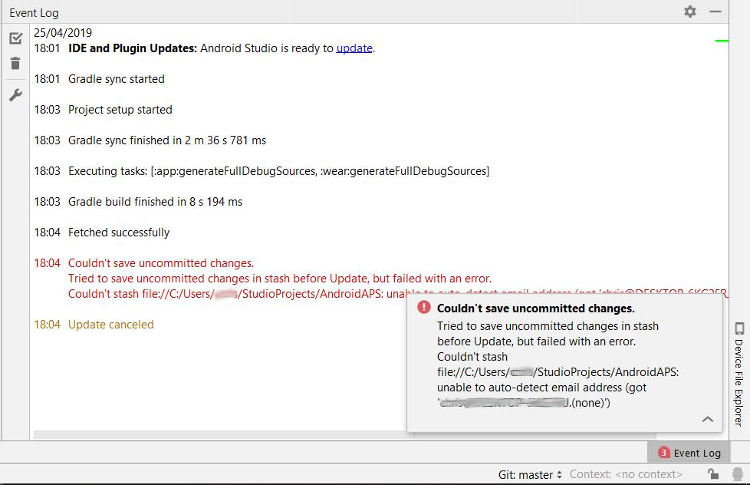 Event Log
25/04/2019
18:01 IDE and Plugin Updates: Android Studio is ready to update.
18:01 Gradle sync started
18:03 Project setup started
18:03 Gradle sync finished in 2 m 36 s 781 ms
18:03 Executing tasks: [:app:generateFullDebugSources, :wear:generateFullDebugSources]
18:03 Gradle build finished in 8 s 194 ms
18:04 Fetched successfully
18:04 Couldn't save uncommitted changes.
Tried to save uncommitted changes in stash before Update, but failed with an error.
Couldn't stash file://C:/Users/ /StudioProjects/AndroidAPS: unable to auto-detect email address (got
18:04 Update canceled
Couldn't save uncommitted changes.
Tried to save uncommitted changes in stash
before Update, but failed with an error.
Couldn't stash
file://C:/Users/ /StudioProjects/AndroidAPS:
unable to auto-detect email address (got
.(none)')
Device File Explorer
3 Event Log
Git: master Context: <no context>